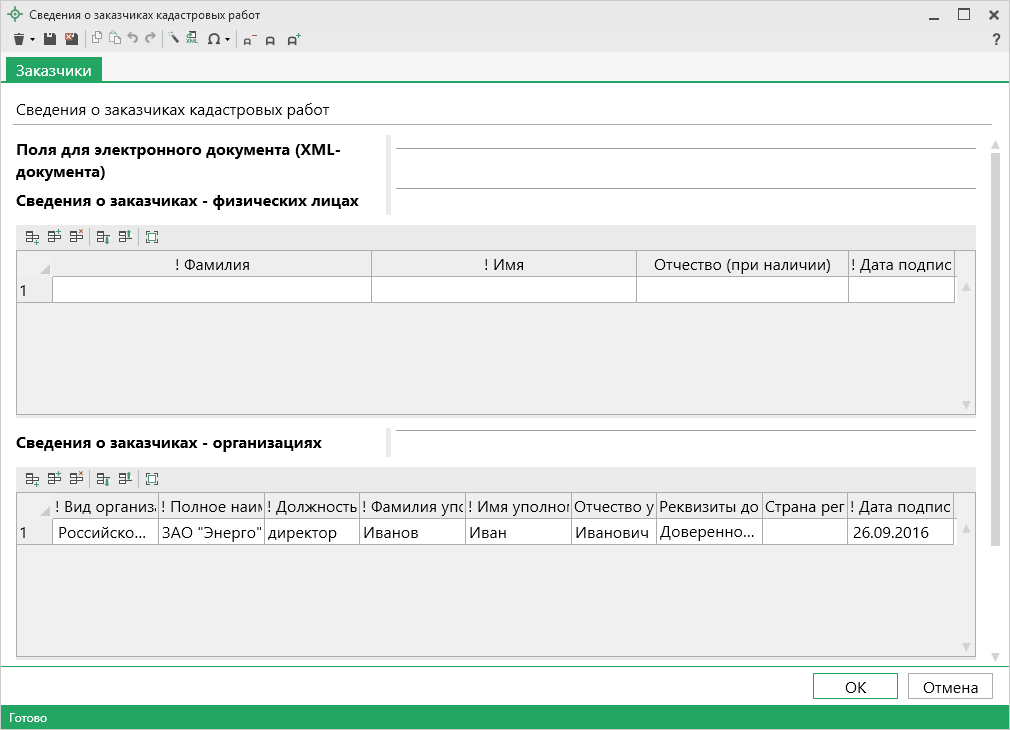 Сведения о заказчиках кадастровых работ
?
Заказчики
Сведения о заказчиках кадастровых работ
Поля для электронного документа (XML-
документа)
Сведения о заказчиках - физических лицах
! Фамилия ! Имя Отчество (при наличии) ! Дата подпис
1
Сведения о заказчиках - организациях
! Вид организа ! Полное наим ! Должность ! Фамилия упо ! Имя уполном Отчество у Реквизиты до Страна рег ! Дата подпис
1 Российско... ЗАО "Энерго" директор Иванов Иван Иванович Доверенно... 26.09.2016
ОК Отмена
Готово